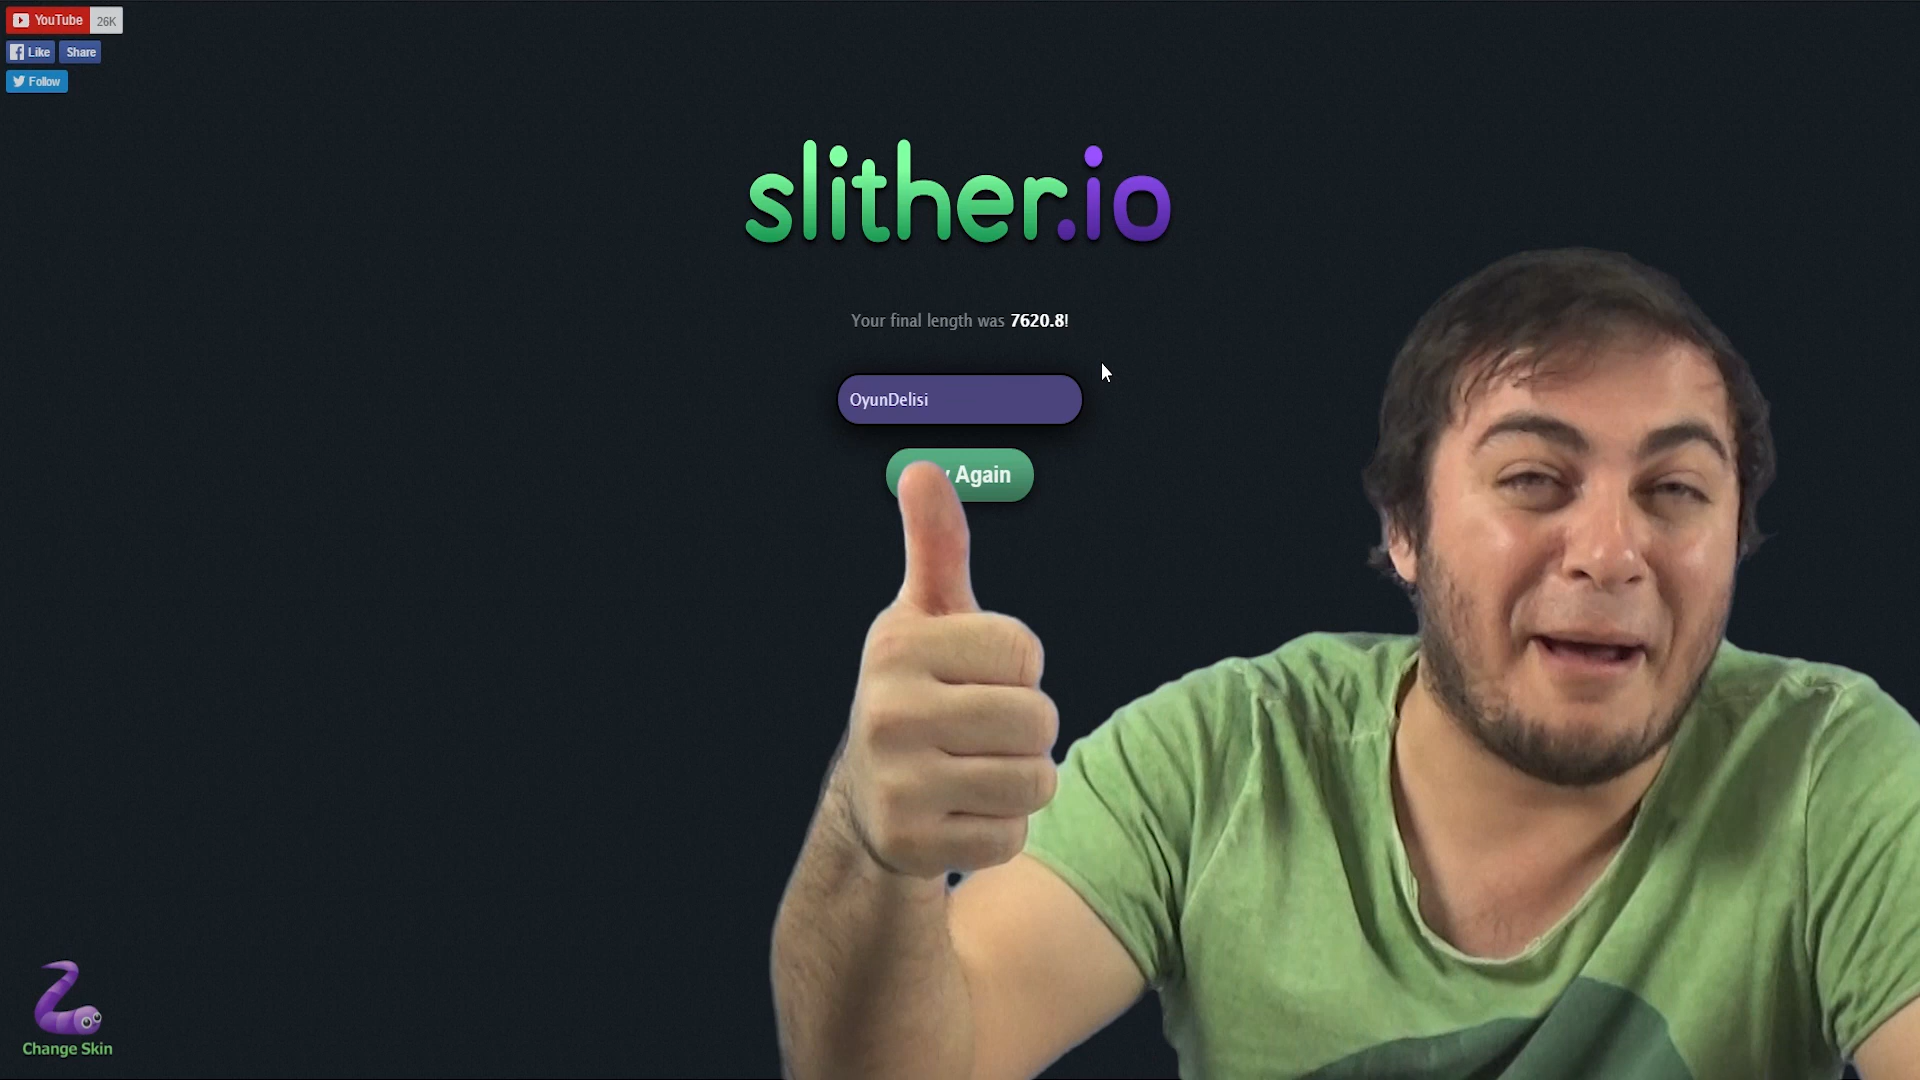 YouTube 26K
Like Share
Follow
slither.io
Your final length was 7620.8!
OyunDelisi
Again
Change Skin